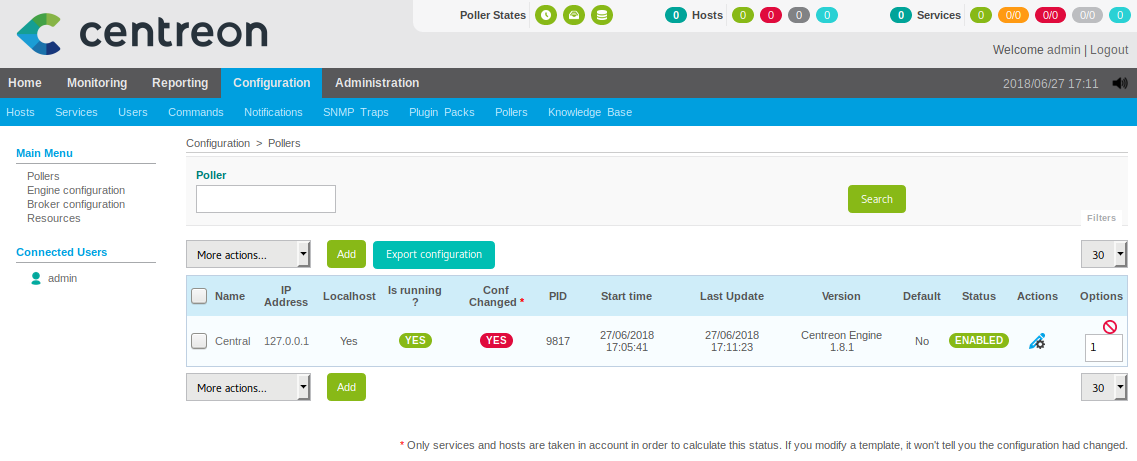 centreon
Poller States 0 Hosts 0 0 0 0 0 Services 0 0/0 0/0 0/0 0
Welcome admin | Logout
Home Monitoring Reporting Configuration Administration 2018/06/27 17:11
Hosts Services Users Commands Notifications SNMP Traps Plugin Packs Pollers Knowledge Base
Configuration > Pollers
Main Menu
Pollers
Engine configuration
Broker configuration
Resources
Connected Users
admin
Poller
Search
Filters
More actions... Add Export configuration 30
Name IP Address Localhost Is running ? Conf Changed * PID Start time Last Update Version Default Status Actions Options
Central 127.0.0.1 Yes YES YES 9817 27/06/2018 17:05:41 27/06/2018 17:11:23 Centreon Engine 1.8.1 No ENABLED 1
More actions... Add 30
* Only services and hosts are taken in account in order to calculate this status. If you modify a template, it won't tell you the configuration had changed.